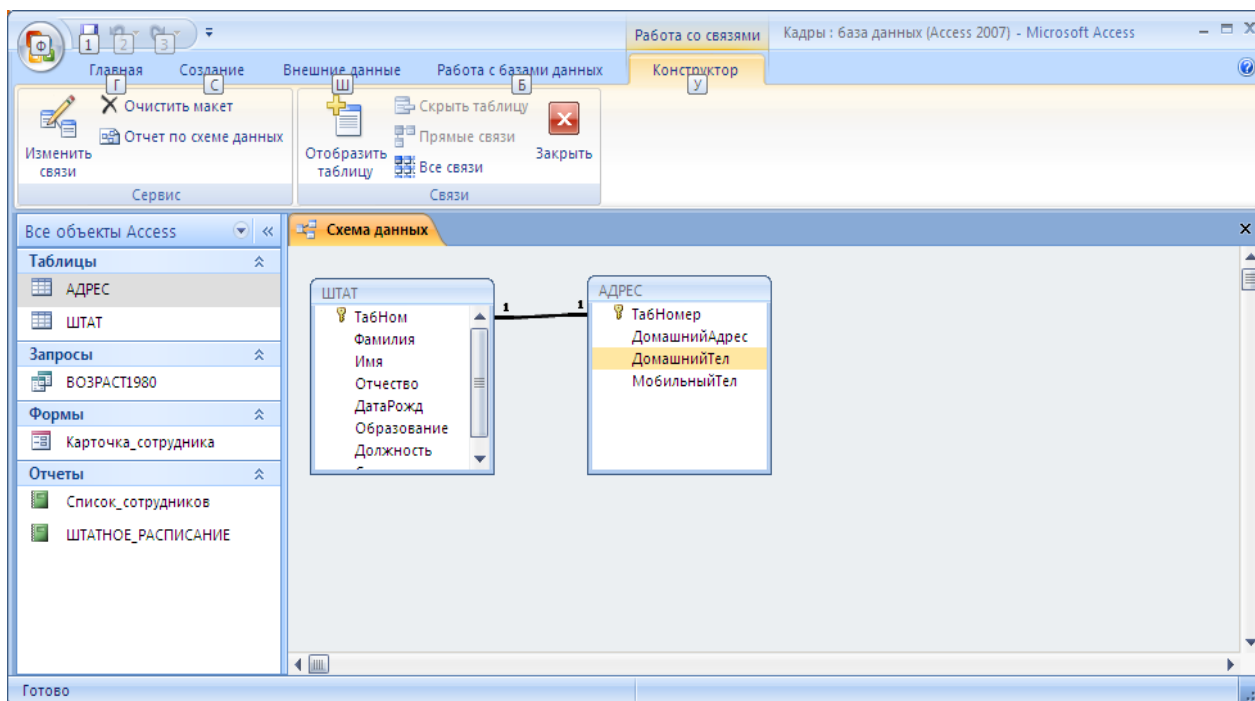 Работа со связями
Кадры : база данных (Access 2007) - Microsoft Access
Ф 1 2 3
Главная Создание Внешние данные Работа с базами данных Конструктор
Г С Ш Б У
Изменить связи
Очистить макет
Отчет по схеме данных
Сервис
Отобразить таблицу
Скрыть таблицу
Прямые связи
Все связи
Закрыть
Связи
Все объекты Access
Таблицы
АДРЕС
ШТАТ
Запросы
ВОЗРАСТ1980
Формы
Карточка_сотрудника
Отчеты
Список_сотрудников
ШТАТНОЕ_РАСПИСАНИЕ
Схема данных
ШТАТ
ТабНом
Фамилия
Имя
Отчество
ДатаРожд
Образование
Должность
1 1
АДРЕС
ТабНомер
ДомашнийАдрес
ДомашнийТел
МобильныйТел
Готово